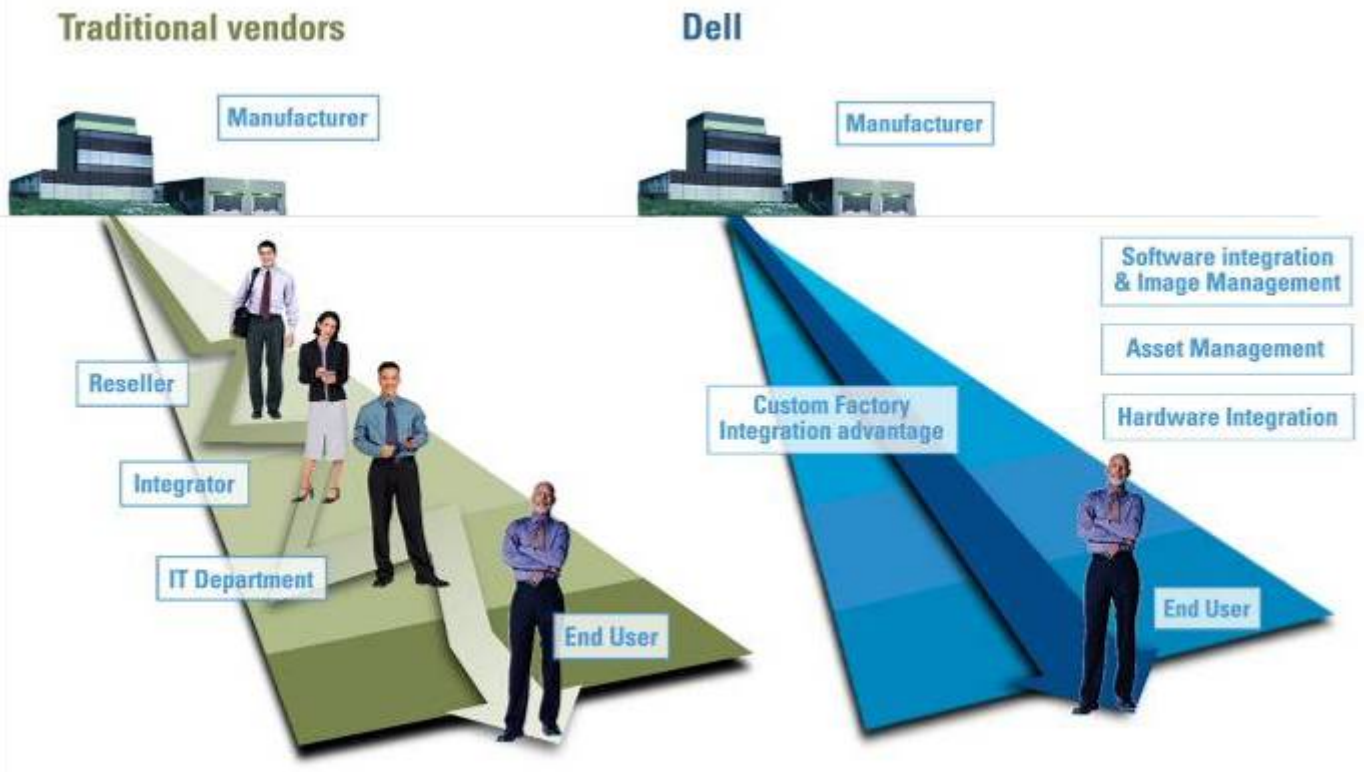 Traditional vendors
Manufacturer
Reseller
Integrator
IT Department
End User
Dell
Manufacturer
Software integration
& Image Management
Asset Management
Hardware Integration
Custom Factory
Integration advantage
End User